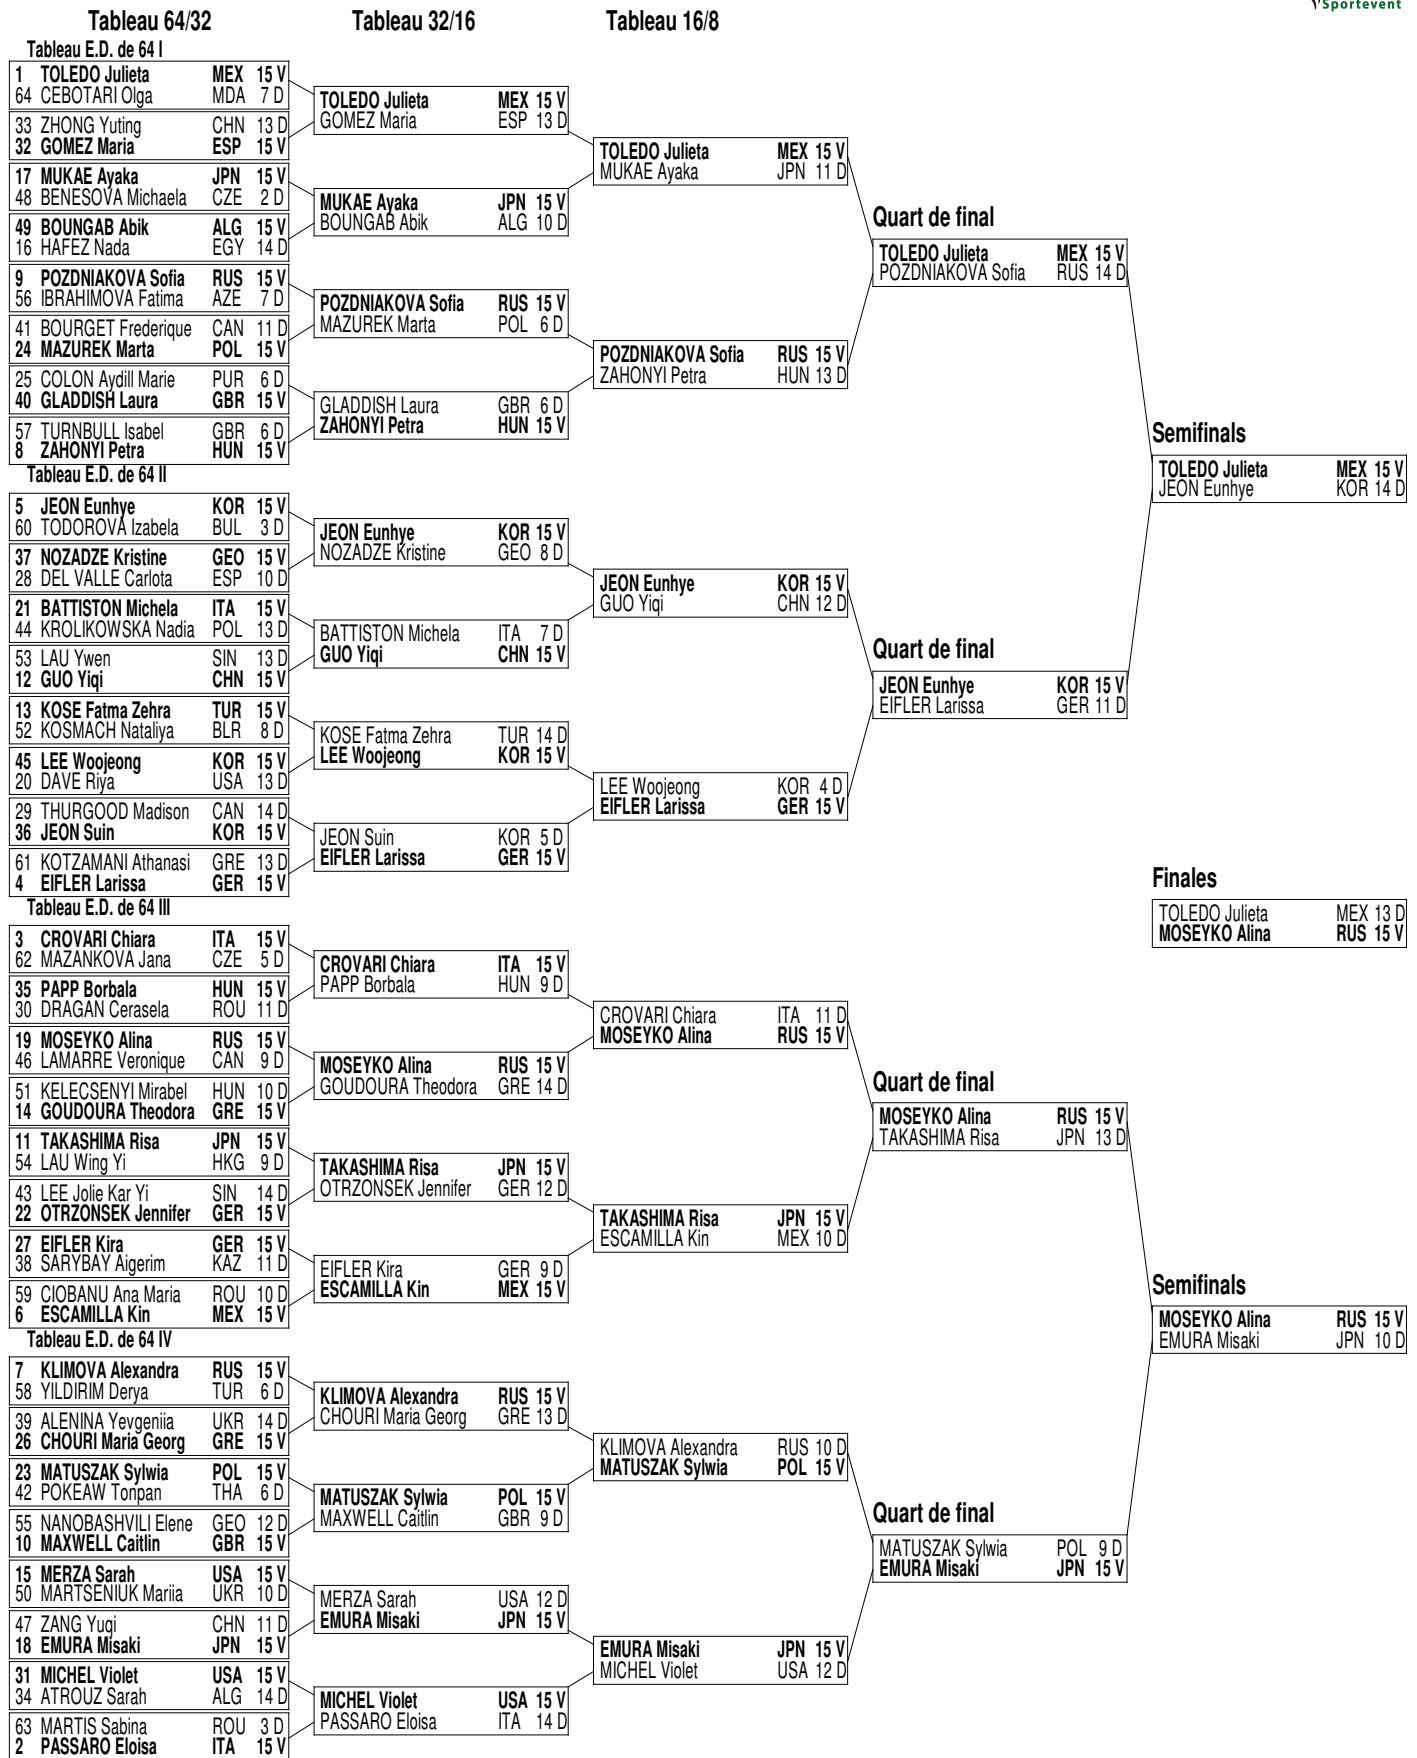 Sportevent
Tableau 64/32 Tableau 32/16 Tableau 16/8
Tableau E.D. de 64 I
1 TOLEDO Julieta MEX 15 V
64 CEBOTARI Olga MDA 7 D
33 ZHONG Yuting CHN 13 D
32 GOMEZ Maria ESP 15 V
17 MUKAE Ayaka JPN 15 V
48 BENESOVA Michaela CZE 2 D
49 BOUNGAB Abik ALG 15 V
16 HAFEZ Nada EGY 14 D
9 POZDNIAKOVA Sofia RUS 15 V
56 IBRAHIMOVA Fatima AZE 7 D
41 BOURGET Frederique CAN 11 D
24 MAZUREK Marta POL 15 V
25 COLON Aydill Marie PUR 6 D
40 GLADDISH Laura GBR 15 V
57 TURNBULL Isabel GBR 6 D
8 ZAHONYI Petra HUN 15 V
Tableau E.D. de 64 II
5 JEON Eunhye KOR 15 V
60 TODOROVA Izabela BUL 3 D
37 NOZADZE Kristine GEO 15 V
28 DEL VALLE Carlota ESP 10 D
21 BATTISTON Michela ITA 15 V
44 KROLIKOWSKA Nadia POL 13 D
53 LAU Ywen SIN 13 D
12 GUO Yiqi CHN 15 V
13 KOSE Fatma Zehra TUR 15 V
52 KOSMACH Nataliya BLR 8 D
45 LEE Woojeong KOR 15 V
20 DAVE Riya USA 13 D
29 THURGOOD Madison CAN 14 D
36 JEON Suin KOR 15 V
61 KOTZAMANI Athanasi GRE 13 D
4 EIFLER Larissa GER 15 V
Tableau E.D. de 64 III
3 CROVARI Chiara ITA 15 V
62 MAZANKOVA Jana CZE 5 D
35 PAPP Borbala HUN 15 V
30 DRAGAN Cerasela ROU 11 D
19 MOSEYKO Alina RUS 15 V
46 LAMARRE Veronique CAN 9 D
51 KELECSENYI Mirabel HUN 10 D
14 GOUDOURA Theodora GRE 15 V
11 TAKASHIMA Risa JPN 15 V
54 LAU Wing Yi HKG 9 D
43 LEE Jolie Kar Yi SIN 14 D
22 OTRZONSEK Jennifer GER 15 V
27 EIFLER Kira GER 15 V
38 SARYBAY Aigerim KAZ 11 D
59 CIOBANU Ana Maria ROU 10 D
6 ESCAMILLA Kin MEX 15 V
Tableau E.D. de 64 IV
7 KLIMOVA Alexandra RUS 15 V
58 YILDIRIM Derya TUR 6 D
39 ALENINA Yevgeniia UKR 14 D
26 CHOURI Maria Georg GRE 15 V
23 MATUSZAK Sylwia POL 15 V
42 POKEAW Tonpan THA 6 D
55 NANOBASHVILI Elene GEO 12 D
10 MAXWELL Caitlin GBR 15 V
15 MERZA Sarah USA 15 V
50 MARTSENIUK Mariia UKR 10 D
47 ZANG Yuqi CHN 11 D
18 EMURA Misaki JPN 15 V
31 MICHEL Violet USA 15 V
34 ATROUZ Sarah ALG 14 D
63 MARTIS Sabina ROU 3 D
2 PASSARO Eloisa ITA 15 V
TOLEDO Julieta MEX 15 V
GOMEZ Maria ESP 13 D
MUKAE Ayaka JPN 15 V
BOUNGAB Abik ALG 10 D
POZDNIAKOVA Sofia RUS 15 V
MAZUREK Marta POL 6 D
GLADDISH Laura GBR 6 D
ZAHONYI Petra HUN 15 V
JEON Eunhye KOR 15 V
NOZADZE Kristine GEO 8 D
BATTISTON Michela ITA 7 D
GUO Yiqi CHN 15 V
KOSE Fatma Zehra TUR 14 D
LEE Woojeong KOR 15 V
JEON Suin KOR 5 D
EIFLER Larissa GER 15 V
CROVARI Chiara ITA 15 V
PAPP Borbala HUN 9 D
MOSEYKO Alina RUS 15 V
GOUDOURA Theodora GRE 14 D
TAKASHIMA Risa JPN 15 V
OTRZONSEK Jennifer GER 12 D
EIFLER Kira GER 9 D
ESCAMILLA Kin MEX 15 V
KLIMOVA Alexandra RUS 15 V
CHOURI Maria Georg GRE 13 D
MATUSZAK Sylwia POL 15 V
MAXWELL Caitlin GBR 9 D
MERZA Sarah USA 12 D
EMURA Misaki JPN 15 V
MICHEL Violet USA 15 V
PASSARO Eloisa ITA 14 D
TOLEDO Julieta MEX 15 V
MUKAE Ayaka JPN 11 D
POZDNIAKOVA Sofia RUS 15 V
ZAHONYI Petra HUN 13 D
JEON Eunhye KOR 15 V
GUO Yiqi CHN 12 D
LEE Woojeong KOR 4 D
EIFLER Larissa GER 15 V
CROVARI Chiara ITA 11 D
MOSEYKO Alina RUS 15 V
TAKASHIMA Risa JPN 15 V
ESCAMILLA Kin MEX 10 D
KLIMOVA Alexandra RUS 10 D
MATUSZAK Sylwia POL 15 V
EMURA Misaki JPN 15 V
MICHEL Violet USA 12 D
Quart de final
TOLEDO Julieta MEX 15 V
POZDNIAKOVA Sofia RUS 14 D
Quart de final
JEON Eunhye KOR 15 V
EIFLER Larissa GER 11 D
Quart de final
MOSEYKO Alina RUS 15 V
TAKASHIMA Risa JPN 13 D
Quart de final
MATUSZAK Sylwia POL 9 D
EMURA Misaki JPN 15 V
Semifinals
TOLEDO Julieta MEX 15 V
JEON Eunhye KOR 14 D
Finales
TOLEDO Julieta MEX 13 D
MOSEYKO Alina RUS 15 V
Semifinals
MOSEYKO Alina RUS 15 V
EMURA Misaki JPN 10 D